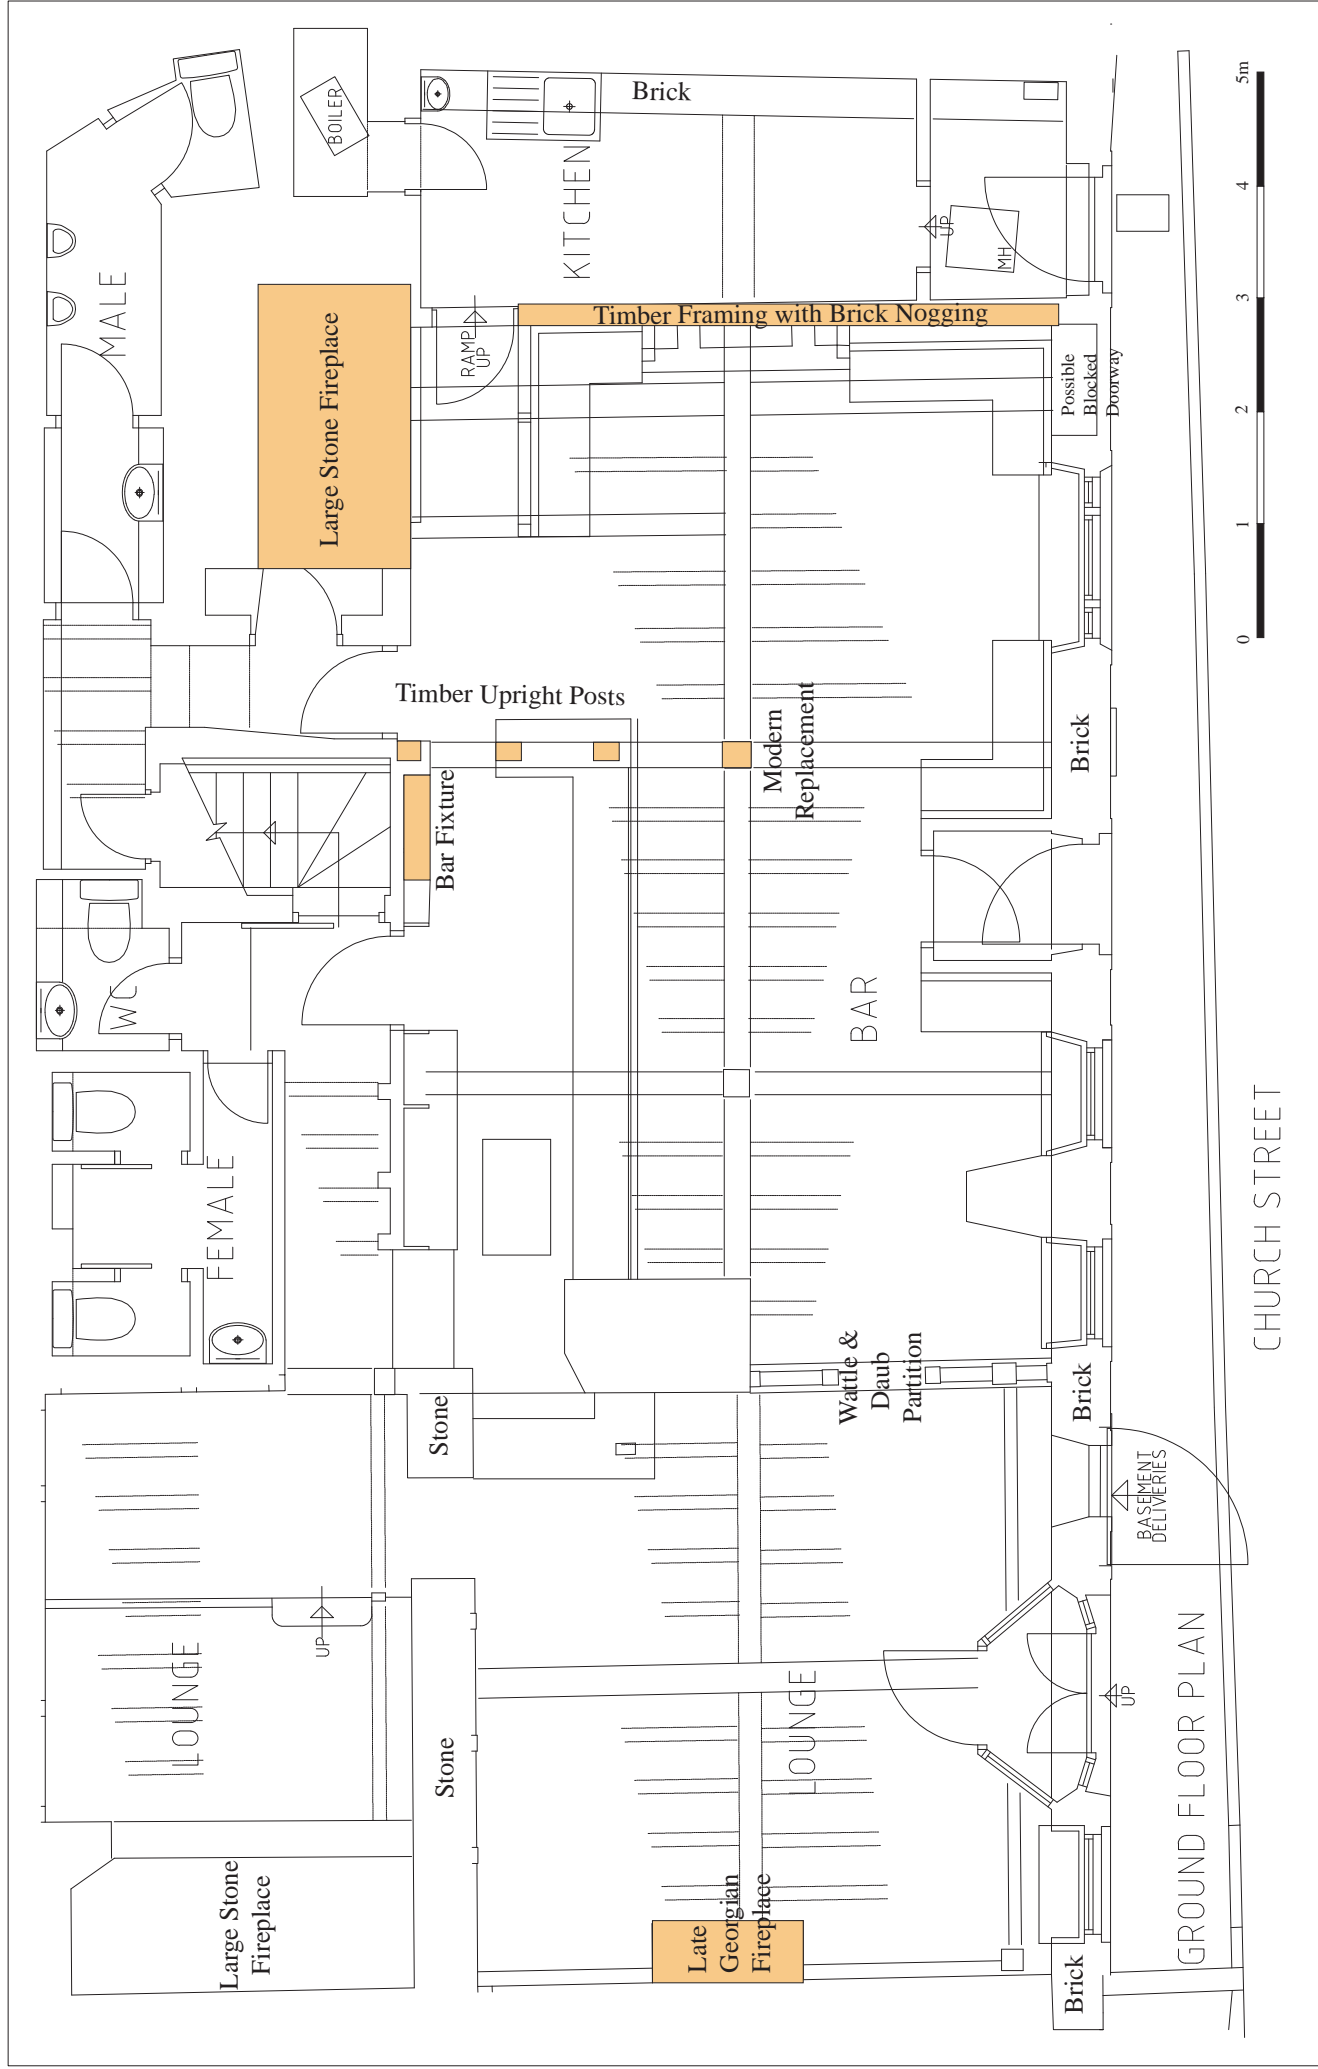 MALE
BOILER
Brick
KITCHEN
UP
MH
Timber Framing with Brick Nogging
RAMP
UP
Large Stone Fireplace
Possible
Blocked
Doorway
5m
4
3
2
1
0
Timber Upright Posts
Modern
Replacement
Brick
Bar Fixture
WC
BAR
FEMALE
CHURCH STREET
Wattle &
Daub
Partition
Brick
Stone
BASEMENT
DELIVERIES
LOUNGE
UP
Stone
LOUNGE
UP
GROUND FLOOR PLAN
Large Stone
Fireplace
Late
Georgian
Fireplace
Brick